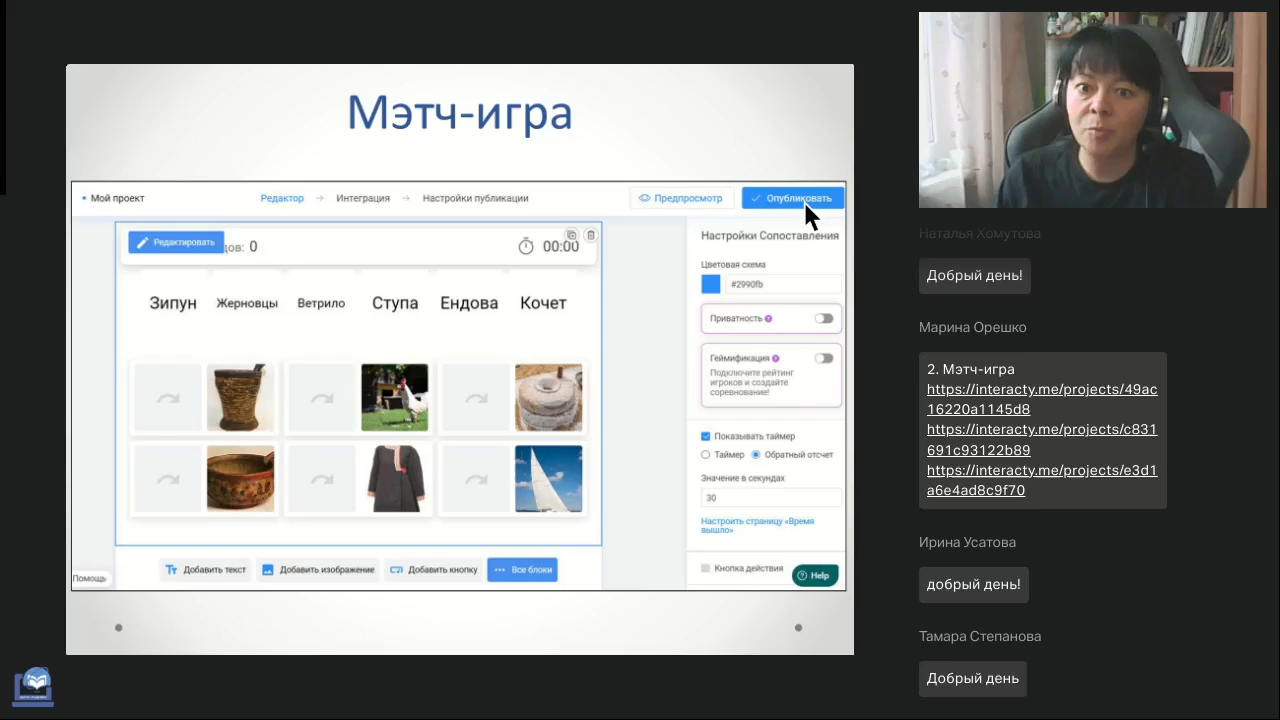 Мэтч-игра
Мой проект
Редактор
Интеграция
Настройки публикации
Предпросмотр
Опубликовать
Редактировать
дов: 0
00:00
Зипун
Жерновцы
Ветрило
Ступа
Ендова
Кочет
Помощь
Добавить текст
Добавить изображение
Добавить кнопку
Все блоки
Настройки Сопоставления
Цветовая схема
#2990fb
Приватность
Геймификация
Подключите рейтинг
игроков и создайте
соревнование!
Показывать таймер
Таймер
Обратный отсчет
Значение в секундах
30
Настроить страницу «Время
вышло»
Кнопка действия
Help
Наталья Хомутова
Добрый день!
Марина Орешко
2. Мэтч-игра
https://interacty.me/projects/49ac
16220a1145d8
https://interacty.me/projects/c831
691c93122b89
https://interacty.me/projects/e3d1
a6e4ad8c9f70
Ирина Усатова
добрый день!
Тамара Степанова
Добрый день